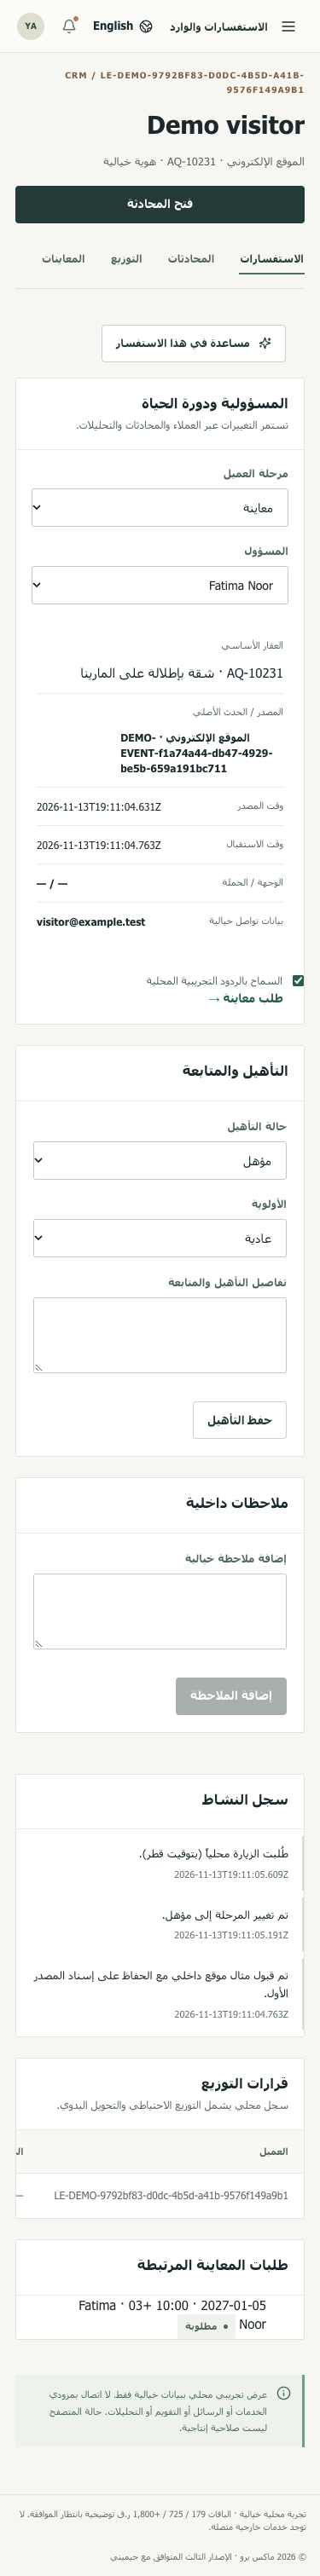 الاستفسارات والوارد
English
YA
CRM / LE-DEMO-9792BF83-D0DC-4B5D-A41B-
9576F149A9B1
Demo visitor
الموقع الإلكتروني · AQ-10231 · هوية خيالية
فتح المحادثة
الاستفسارات
المحادثات
التوزيع
المعاينات
مساعدة في هذا الاستفسار
المسؤولية ودورة الحياة
تستمر التغييرات عبر العملاء والمحادثات والتحليلات.
مرحلة العميل
معاينة
المسؤول
Fatima Noor
العقار الأساسي
AQ-10231 · شقة بإطلالة على المارينا
المصدر / الحدث الأصلي
الموقع الإلكتروني · DEMO-
EVENT-f1a74a44-db47-4929-
be5b-659a191bc711
وقت المصدر
2026-11-13T19:11:04.631Z
وقت الاستقبال
2026-11-13T19:11:04.763Z
الوجهة / الحملة
— / —
بيانات تواصل خيالية
visitor@example.test
السماح بالردود التجريبية المحلية
طلب معاينة →
التأهيل والمتابعة
حالة التأهيل
مؤهل
الأولوية
عادية
تفاصيل التأهيل والمتابعة
حفظ التأهيل
ملاحظات داخلية
إضافة ملاحظة خيالية
إضافة الملاحظة
سجل النشاط
طُلبت الزيارة محلياً (بتوقيت قطر).
2026-11-13T19:11:05.609Z
تم تغيير المرحلة إلى مؤهل.
2026-11-13T19:11:05.191Z
تم قبول مثال موقع داخلي مع الحفاظ على إسناد المصدر
الأول.
2026-11-13T19:11:04.763Z
قرارات التوزيع
سجل محلي يشمل التوزيع الاحتياطي والتحويل اليدوي.
العميل
LE-DEMO-9792bf83-d0dc-4b5d-a41b-9576f149a9b1
—
طلبات المعاينة المرتبطة
2027-01-05 · 10:00 +03 · Fatima
Noor
مطلوبة
عرض تجريبي محلي ببيانات خيالية فقط. لا اتصال بمزودي
الخدمات أو الرسائل أو التقويم أو التحليلات. حالة المتصفح
ليست صلاحية إنتاجية.
تجربة محلية خيالية · الباقات 179 / 725 / +1,800 ر.ق توضيحية بانتظار الموافقة. لا
توجد خدمات خارجية متصلة.
© 2026 ماكس برو · الإصدار الثالث المتوافق مع جيميني